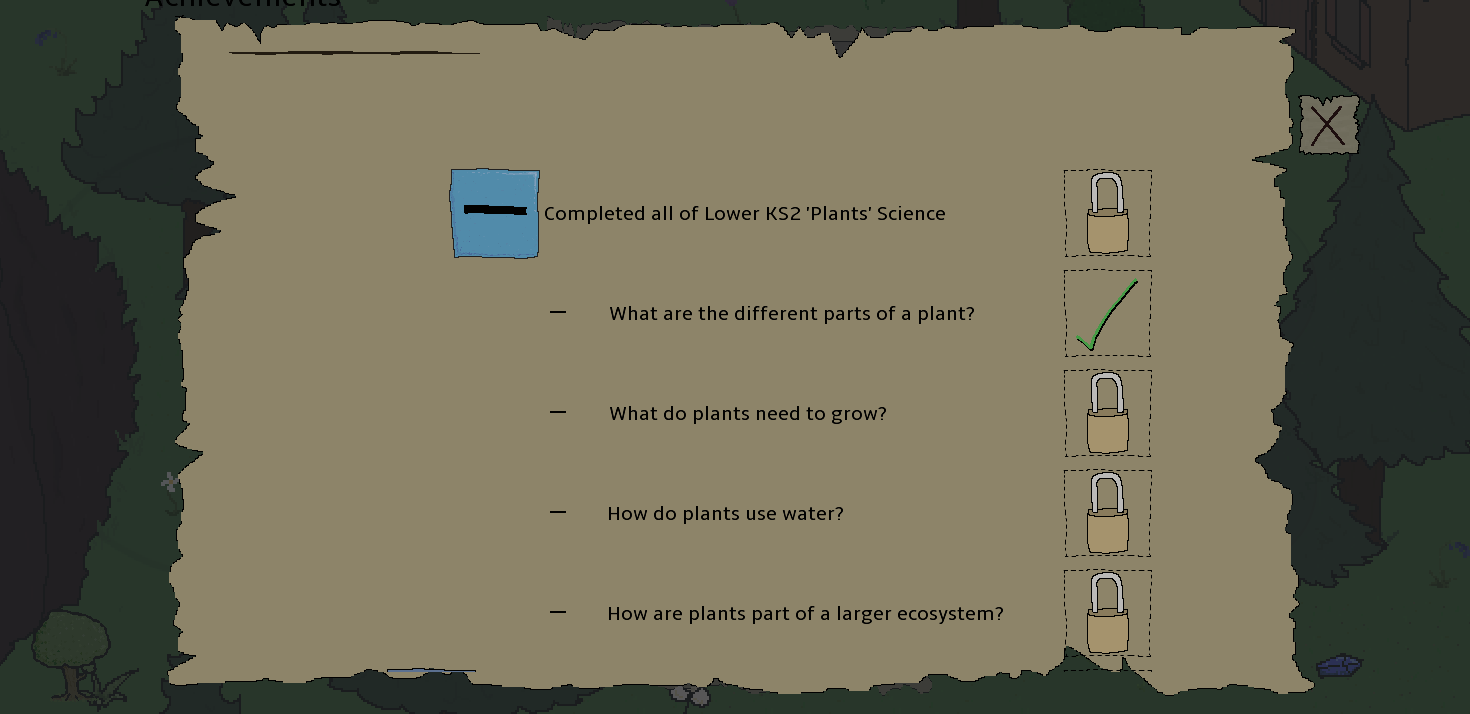 Achievements
Completed all of Lower KS2 'Plants' Science
— What are the different parts of a plant?
— What do plants need to grow?
— How do plants use water?
— How are plants part of a larger ecosystem?